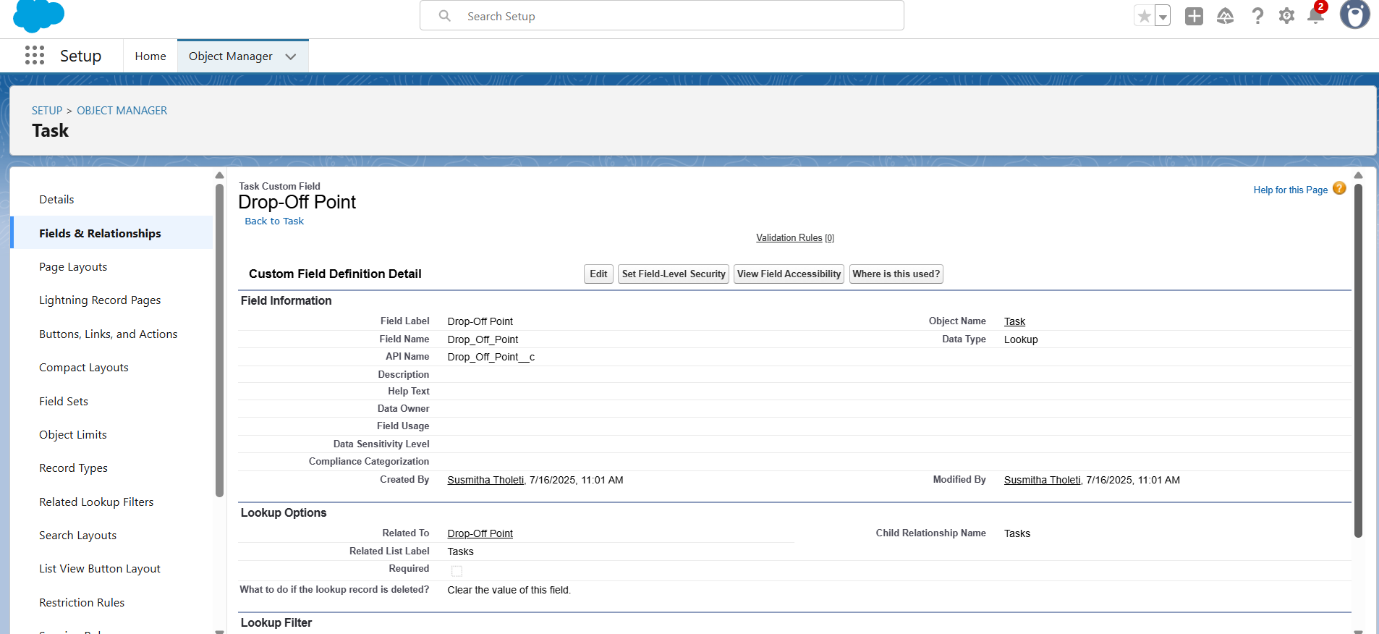 Search Setup
2
Setup
Home
Object Manager
SETUP > OBJECT MANAGER
Task
Details
Fields & Relationships
Page Layouts
Lightning Record Pages
Buttons, Links, and Actions
Compact Layouts
Field Sets
Object Limits
Record Types
Related Lookup Filters
Search Layouts
List View Button Layout
Restriction Rules
Task Custom Field
Drop-Off Point
Back to Task
Help for this Page ?
Validation Rules [0]
Custom Field Definition Detail
Edit Set Field-Level Security View Field Accessibility Where is this used?
Field Information
Field Label Drop-Off Point Object Name Task
Field Name Drop_Off_Point Data Type Lookup
API Name Drop_Off_Point__c
Description
Help Text
Data Owner
Field Usage
Data Sensitivity Level
Compliance Categorization
Created By Susmitha Tholeti, 7/16/2025, 11:01 AM Modified By Susmitha Tholeti, 7/16/2025, 11:01 AM
Lookup Options
Related To Drop-Off Point Child Relationship Name Tasks
Related List Label Tasks
Required
What to do if the lookup record is deleted? Clear the value of this field.
Lookup Filter